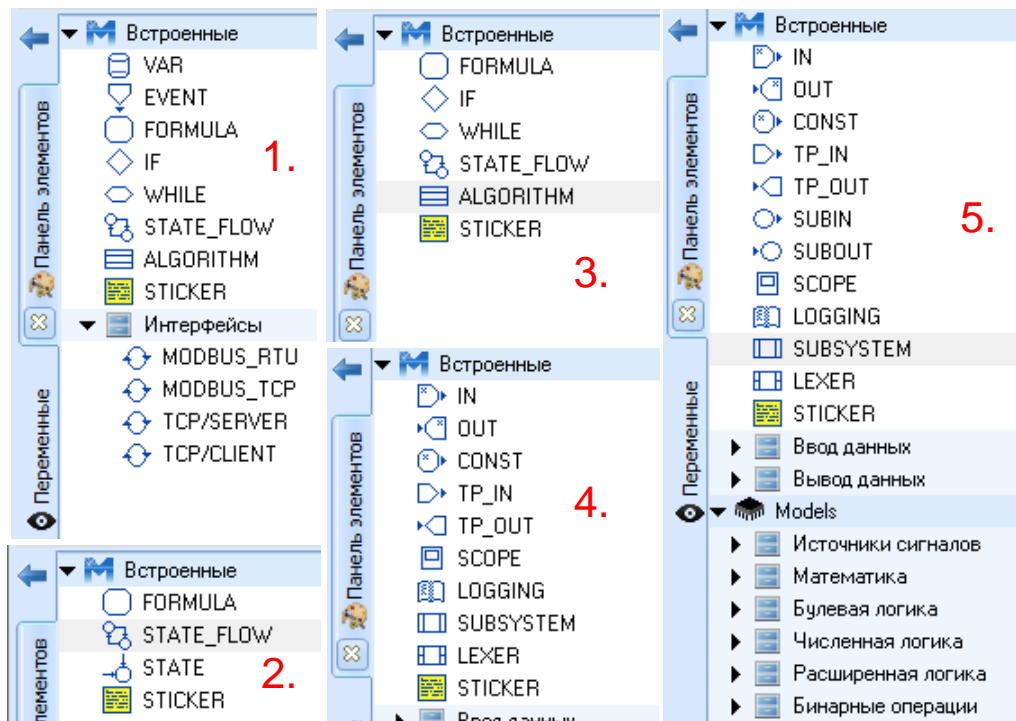 Встроенные
VAR
EVENT
FORMULA
IF
WHILE
STATE_FLOW
ALGORITHM
STICKER
Интерфейсы
MODBUS_RTU
MODBUS_TCP
TCP/SERVER
TCP/CLIENT
Панель элементов
Переменные
1.
Встроенные
FORMULA
STATE_FLOW
STATE
STICKER
2.
Встроенные
FORMULA
IF
WHILE
STATE_FLOW
ALGORITHM
STICKER
Панель элементов
3.
Встроенные
IN
OUT
CONST
TP_IN
TP_OUT
SCOPE
LOGGING
SUBSYSTEM
LEXER
STICKER
Панель элементов
4.
Встроенные
IN
OUT
CONST
TP_IN
TP_OUT
SUBIN
SUBOUT
SCOPE
LOGGING
SUBSYSTEM
LEXER
STICKER
Ввод данных
Вывод данных
Models
Источники сигналов
Математика
Булевая логика
Численная логика
Расширенная логика
Бинарные операции
Панель элементов
Переменные
5.